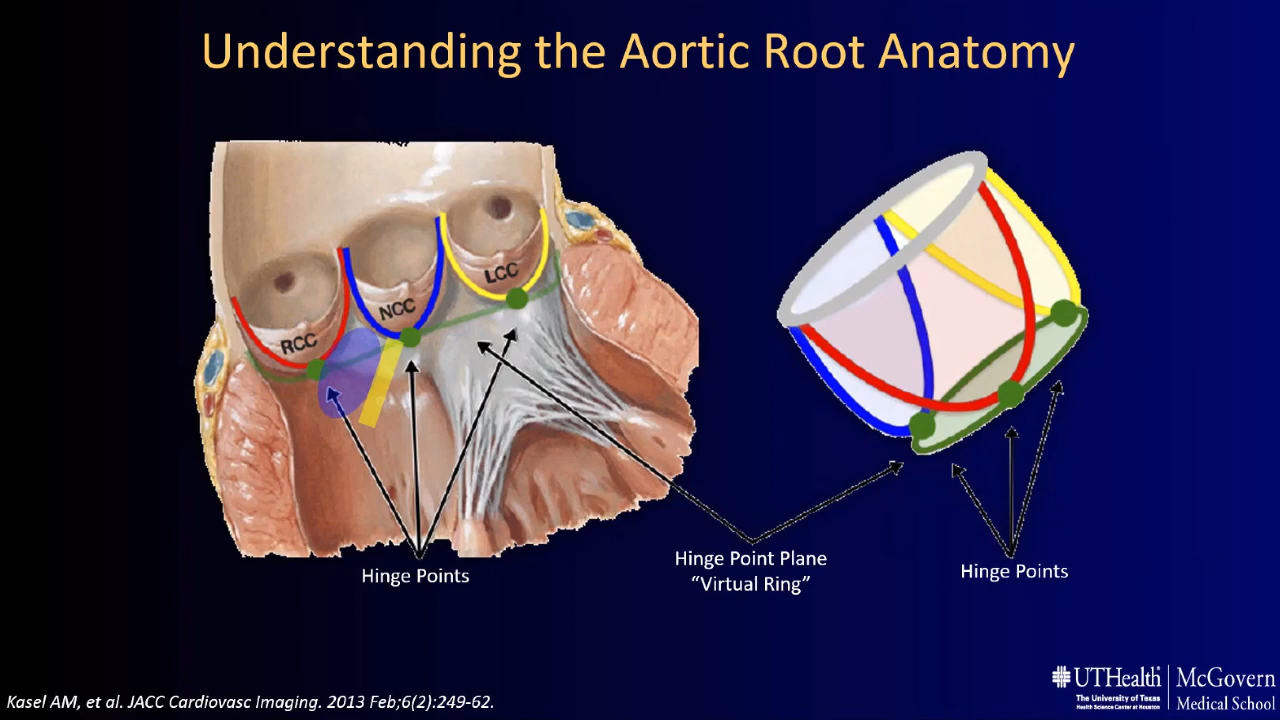 Understanding the Aortic Root Anatomy
RCC
NCC
LCC
Hinge Points
Hinge Point Plane
“Virtual Ring”
Hinge Points
Kasel AM, et al. JACC Cardiovasc Imaging. 2013 Feb;6(2):249-62.
UTHealth
The University of Texas
Health Science Center at Houston
McGovern
Medical School